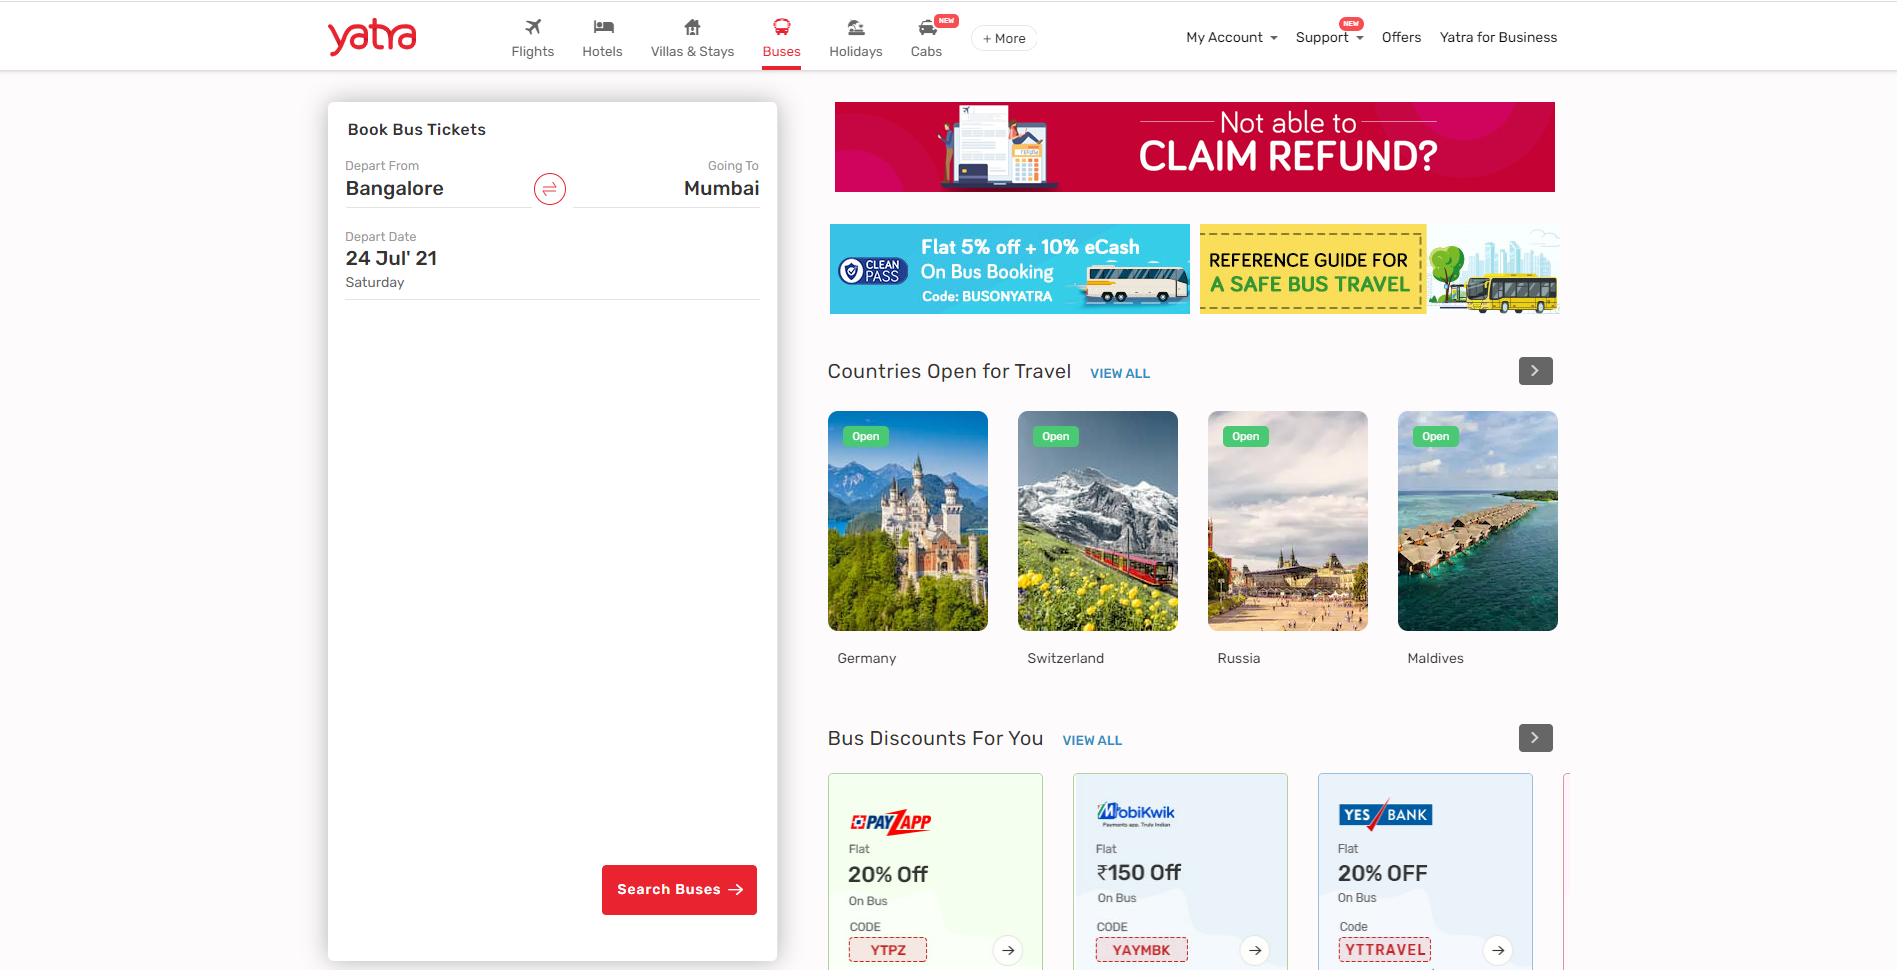 yatra
Flights
Hotels
Villas & Stays
Buses
Holidays
NEW
Cabs
+ More
My Account
NEW
Support
Offers
Yatra for Business
Book Bus Tickets
Depart From
Bangalore
Going To
Mumbai
Depart Date
24 Jul' 21
Saturday
Search Buses
Not able to
CLAIM REFUND?
CLEAN
PASS
Flat 5% off + 10% eCash
On Bus Booking
Code: BUSONYATRA
REFERENCE GUIDE FOR
A SAFE BUS TRAVEL
Countries Open for Travel VIEW ALL
Open
Germany
Open
Switzerland
Open
Russia
Open
Maldives
Bus Discounts For You VIEW ALL
PAYZAPP
Flat
20% Off
On Bus
CODE
YTPZ
MobiKwik
Payments app. Truly Indian
Flat
₹150 Off
On Bus
CODE
YAYMBK
YES BANK
Flat
20% OFF
On Bus
Code
YTTRAVEL